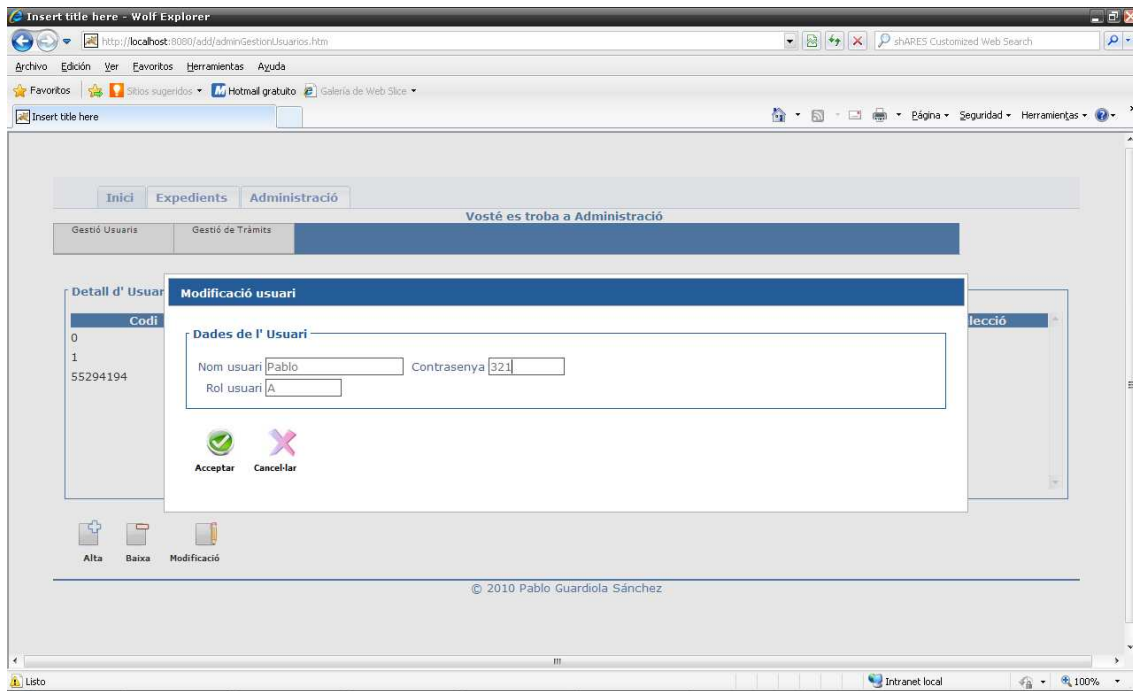 Insert title here - Wolf Explorer
http://localhost:8080/add/adminGestionUsuarios.htm
shARES Customized Web Search
Archivo Edición Ver Favoritos Herramientas Ayuda
Favoritos Sitios sugeridos Hotmail gratuito Galería de Web Slice
Insert title here
Página Seguridad Herramientas
Inici Expedients Administració
Vosté es troba a Administració
Gestió Usuaris Gestió de Tràmits
Detall d' Usuar
Modificació usuari
Codi
lecció
0
1
55294194
Dades de l' Usuari
Nom usuari Pablo Contrasenya 321
Rol usuari A
Acceptar Cancel·lar
Alta Baixa Modificació
© 2010 Pablo Guardiola Sánchez
Listo Intranet local 100%